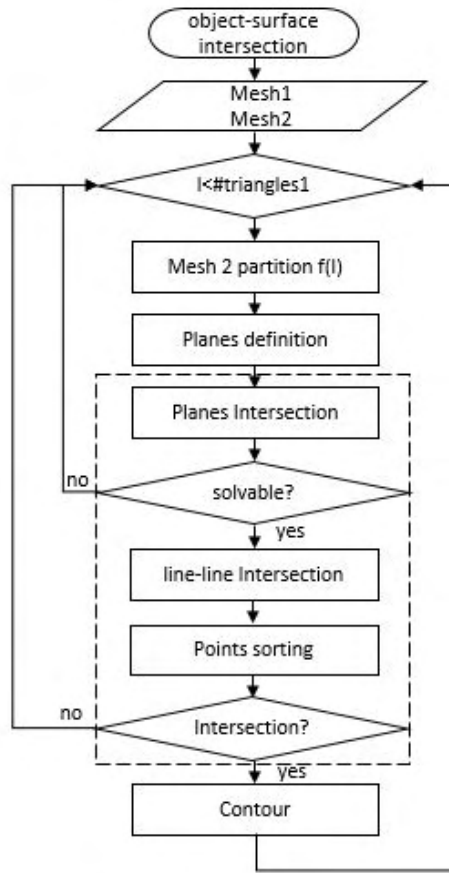 object-surface
intersection
Mesh1
Mesh2
I<#triangles1
Mesh 2 partition f(I)
Planes definition
Planes Intersection
no
solvable?
yes
line-line Intersection
Points sorting
no
Intersection?
yes
Contour